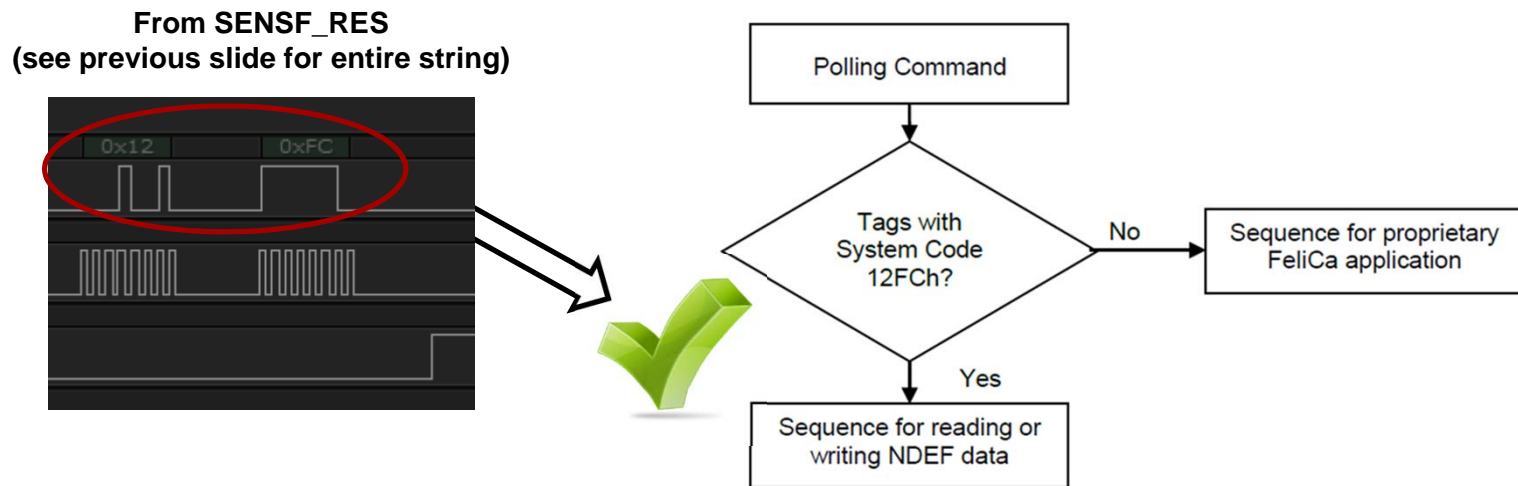 From SENSF_RES
(see previous slide for entire string)
0x12
0xFC
Polling Command
Tags with
System Code
12FCh?
No
Sequence for proprietary
FeliCa application
Yes
Sequence for reading or
writing NDEF data